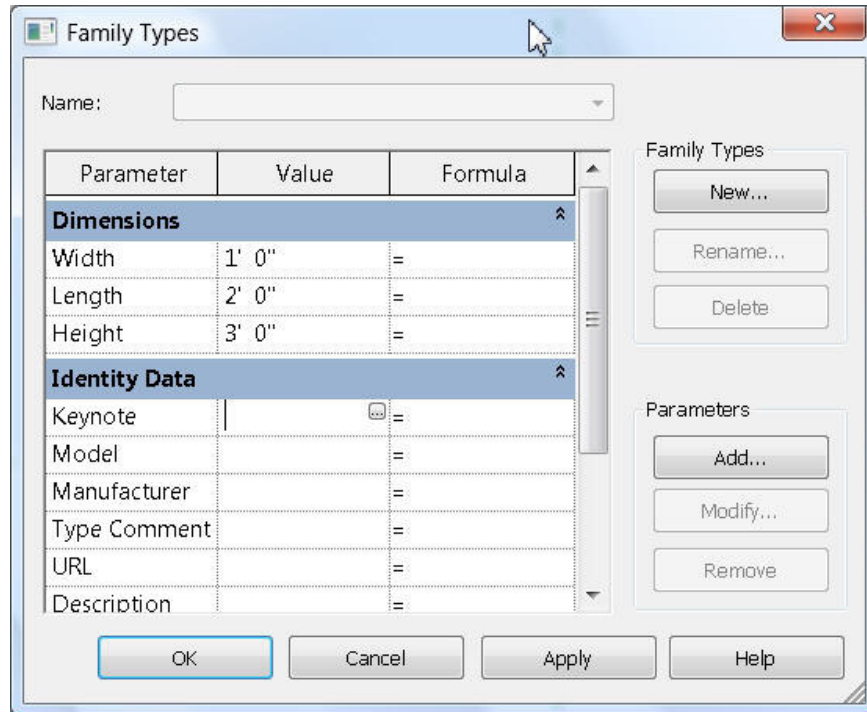 Family Types
Name:
Parameter Value Formula
Dimensions
Width 1' 0" =
Length 2' 0" =
Height 3' 0" =
Identity Data
Keynote ... =
Model =
Manufacturer =
Type Comment =
URL =
Description =
Family Types
New...
Rename...
Delete
Parameters
Add...
Modify...
Remove
OK Cancel Apply Help